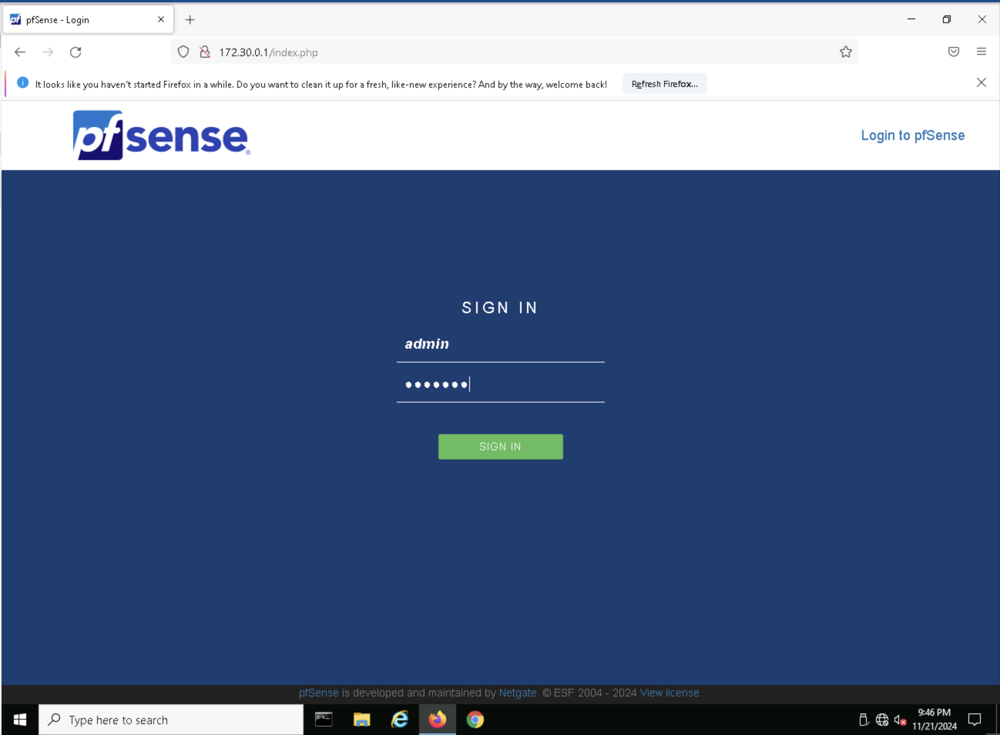 pfSense - Login
172.30.0.1/index.php
It looks like you haven't started Firefox in a while. Do you want to clean it up for a fresh, like-new experience? And by the way, welcome back!
Refresh Firefox...
pfsense®
Login to pfSense
SIGN IN
admin
•••••••
SIGN IN
pfSense is developed and maintained by Netgate. © ESF 2004 - 2024 View license.
Type here to search
9:46 PM
11/21/2024